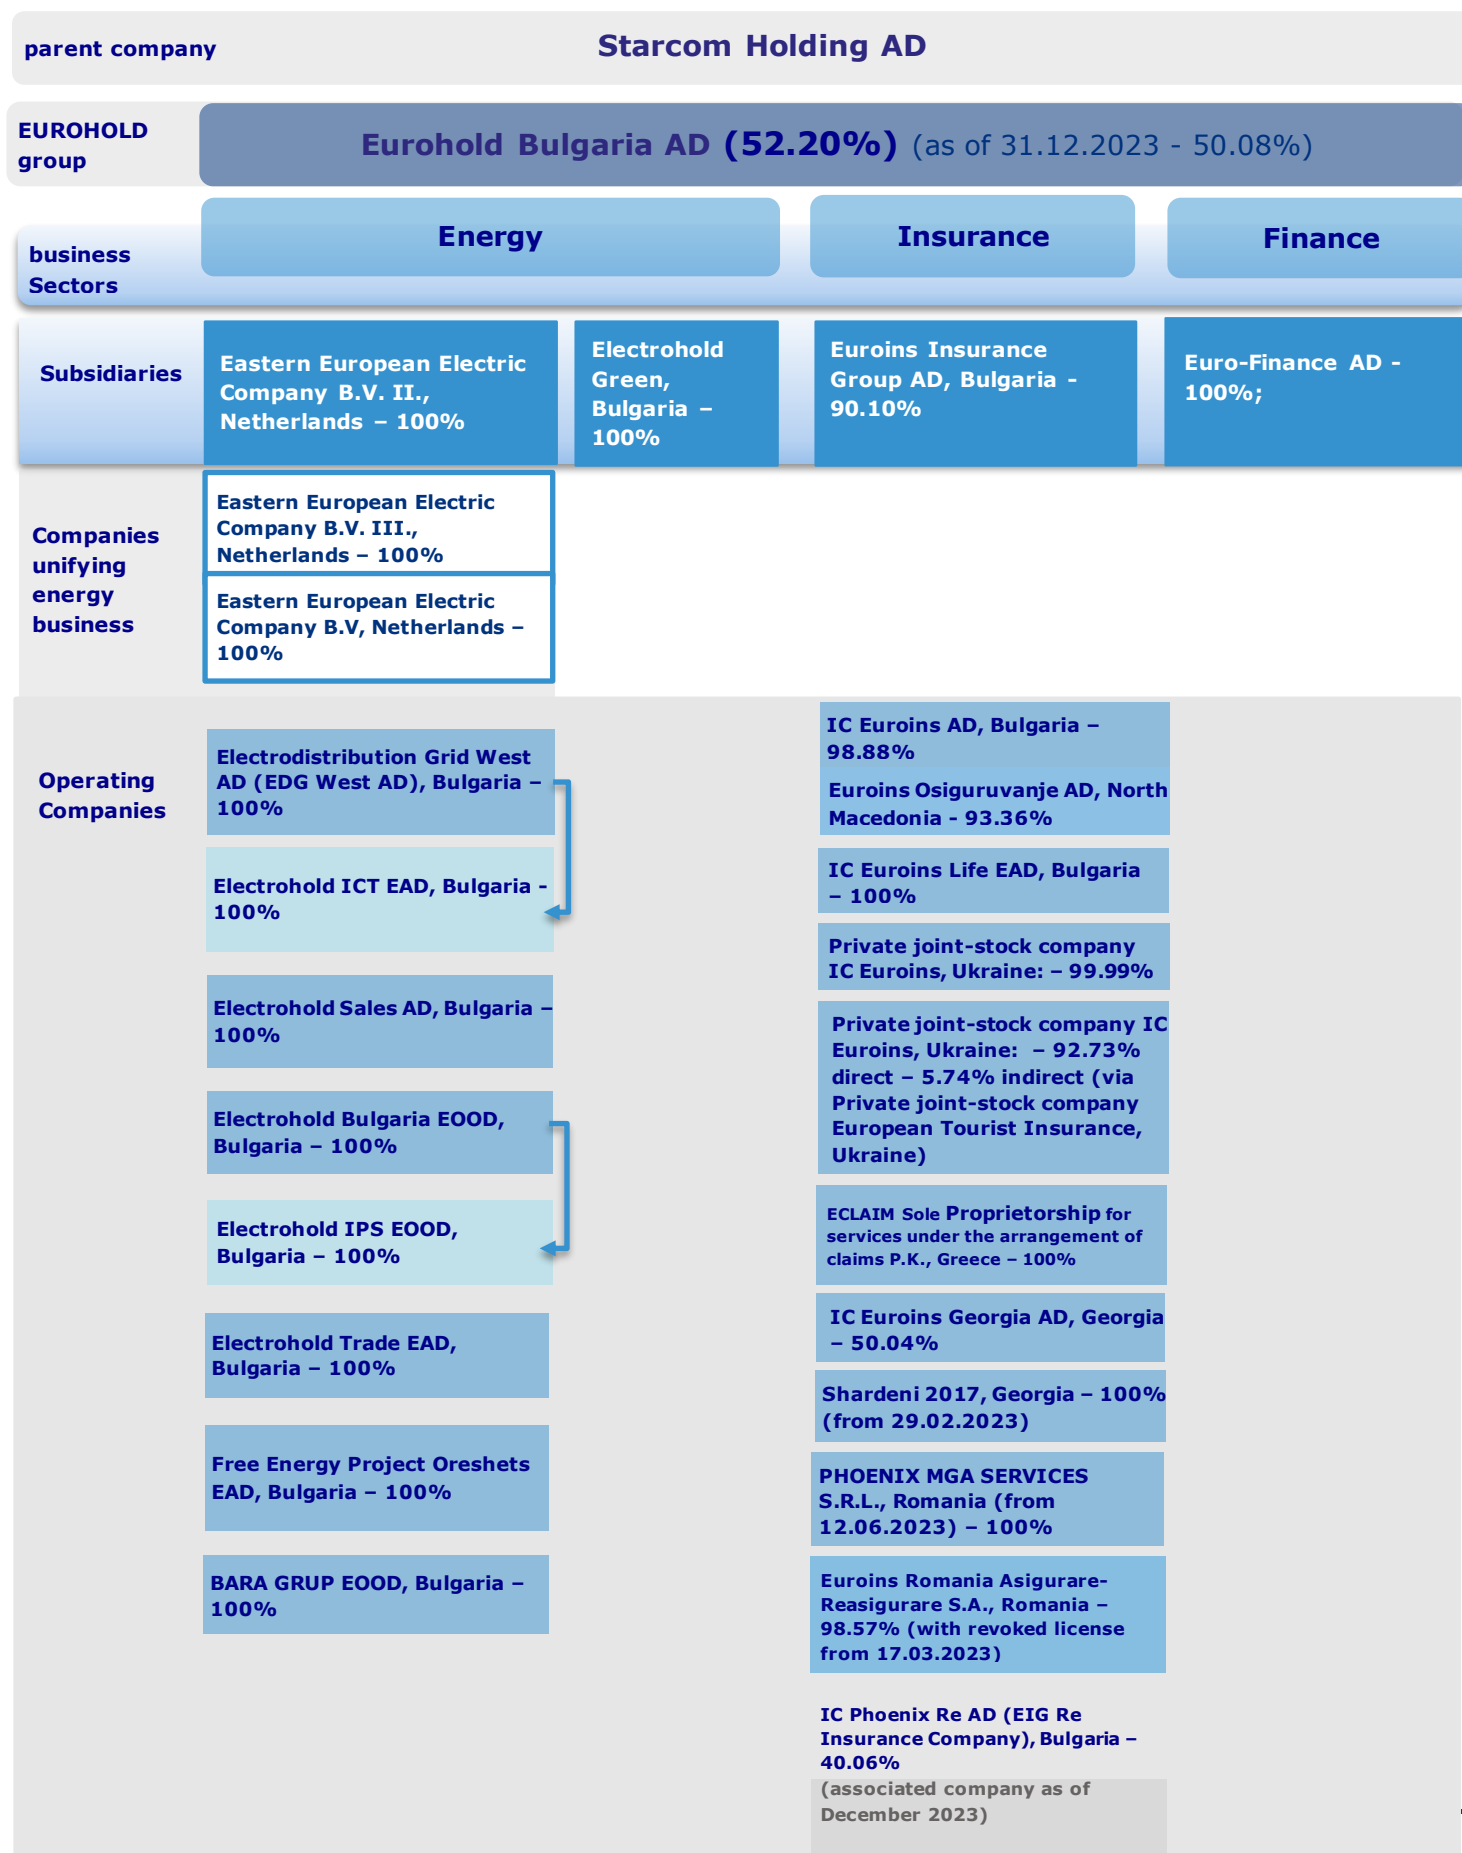 parent company
Starcom Holding AD
EUROHOLD
group
Eurohold Bulgaria AD (52.20%) (as of 31.12.2023 - 50.08%)
business
Sectors
Energy
Insurance
Finance
Subsidiaries
Eastern European Electric
Company B.V. II.,
Netherlands – 100%
Electrohold
Green,
Bulgaria –
100%
Euroins Insurance
Group AD, Bulgaria -
90.10%
Euro-Finance AD -
100%;
Companies
unifying
energy
business
Eastern European Electric
Company B.V. III.,
Netherlands – 100%
Eastern European Electric
Company B.V, Netherlands –
100%
Operating
Companies
Electrodistribution Grid West
AD (EDG West AD), Bulgaria –
100%
Electrohold ICT EAD, Bulgaria -
100%
Electrohold Sales AD, Bulgaria –
100%
Electrohold Bulgaria EOOD,
Bulgaria – 100%
Electrohold IPS EOOD,
Bulgaria – 100%
Electrohold Trade EAD,
Bulgaria – 100%
Free Energy Project Oreshets
EAD, Bulgaria – 100%
BARA GRUP EOOD, Bulgaria –
100%
IC Euroins AD, Bulgaria –
98.88%
Euroins Osiguruvanje AD, North
Macedonia - 93.36%
IC Euroins Life EAD, Bulgaria
– 100%
Private joint-stock company
IC Euroins, Ukraine: – 99.99%
Private joint-stock company IC
Euroins, Ukraine:  – 92.73%
direct – 5.74% indirect (via
Private joint-stock company
European Tourist Insurance,
Ukraine)
ECLAIM Sole Proprietorship for
services under the arrangement of
claims P.K., Greece – 100%
IC Euroins Georgia AD, Georgia
– 50.04%
Shardeni 2017, Georgia – 100%
(from 29.02.2023)
PHOENIX MGA SERVICES
S.R.L., Romania (from
12.06.2023) – 100%
Euroins Romania Asigurare-
Reasigurare S.A., Romania –
98.57% (with revoked license
from 17.03.2023)
IC Phoenix Re AD (EIG Re
Insurance Company), Bulgaria –
40.06%
(associated company as of
December 2023)